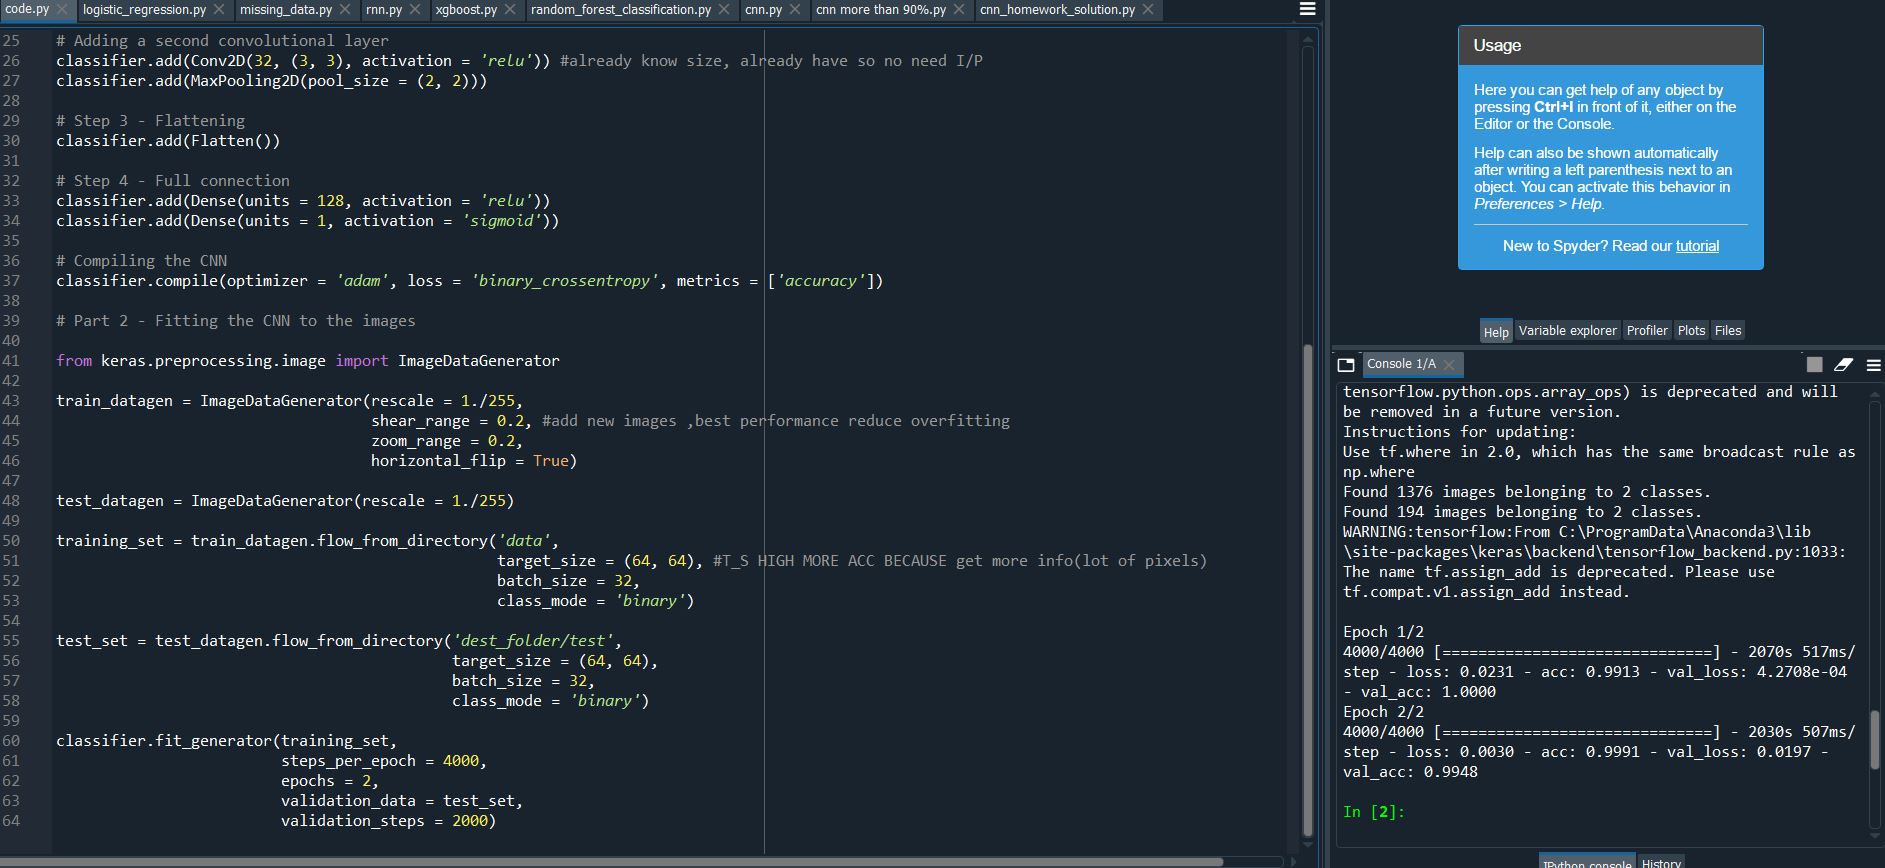 code.py
logistic_regression.py
missing_data.py
rnn.py
xgboost.py
random_forest_classification.py
cnn.py
cnn more than 90%.py
cnn_homework_solution.py
25 # Adding a second convolutional layer
26 classifier.add(Conv2D(32, (3, 3), activation = 'relu')) #already know size, already have so no need I/P
27 classifier.add(MaxPooling2D(pool_size = (2, 2)))
28
29 # Step 3 - Flattening
30 classifier.add(Flatten())
31
32 # Step 4 - Full connection
33 classifier.add(Dense(units = 128, activation = 'relu'))
34 classifier.add(Dense(units = 1, activation = 'sigmoid'))
35
36 # Compiling the CNN
37 classifier.compile(optimizer = 'adam', loss = 'binary_crossentropy', metrics = ['accuracy'])
38
39 # Part 2 - Fitting the CNN to the images
40
41 from keras.preprocessing.image import ImageDataGenerator
42
43 train_datagen = ImageDataGenerator(rescale = 1./255,
44 shear_range = 0.2, #add new images ,best performance reduce overfitting
45 zoom_range = 0.2,
46 horizontal_flip = True)
47
48 test_datagen = ImageDataGenerator(rescale = 1./255)
49
50 training_set = train_datagen.flow_from_directory('data',
51 target_size = (64, 64), #T_S HIGH MORE ACC BECAUSE get more info(lot of pixels)
52 batch_size = 32,
53 class_mode = 'binary')
54
55 test_set = test_datagen.flow_from_directory('dest_folder/test',
56 target_size = (64, 64),
57 batch_size = 32,
58 class_mode = 'binary')
59
60 classifier.fit_generator(training_set,
61 steps_per_epoch = 4000,
62 epochs = 2,
63 validation_data = test_set,
64 validation_steps = 2000)
Usage
Here you can get help of any object by
pressing Ctrl+I in front of it, either on the
Editor or the Console.
Help can also be shown automatically
after writing a left parenthesis next to an
object. You can activate this behavior in
Preferences > Help.
New to Spyder? Read our tutorial
Help
Variable explorer
Profiler
Plots
Files
Console 1/A
tensorflow.python.ops.array_ops) is deprecated and will
be removed in a future version.
Instructions for updating:
Use tf.where in 2.0, which has the same broadcast rule as
np.where
Found 1376 images belonging to 2 classes.
Found 194 images belonging to 2 classes.
WARNING:tensorflow:From C:\ProgramData\Anaconda3\lib
\site-packages\keras\backend\tensorflow_backend.py:1033:
The name tf.assign_add is deprecated. Please use
tf.compat.v1.assign_add instead.
Epoch 1/2
4000/4000 [==============================] - 2070s 517ms/
step - loss: 0.0231 - acc: 0.9913 - val_loss: 4.2708e-04
- val_acc: 1.0000
Epoch 2/2
4000/4000 [==============================] - 2030s 507ms/
step - loss: 0.0030 - acc: 0.9991 - val_loss: 0.0197 -
val_acc: 0.9948
In [2]:
IPython console
History